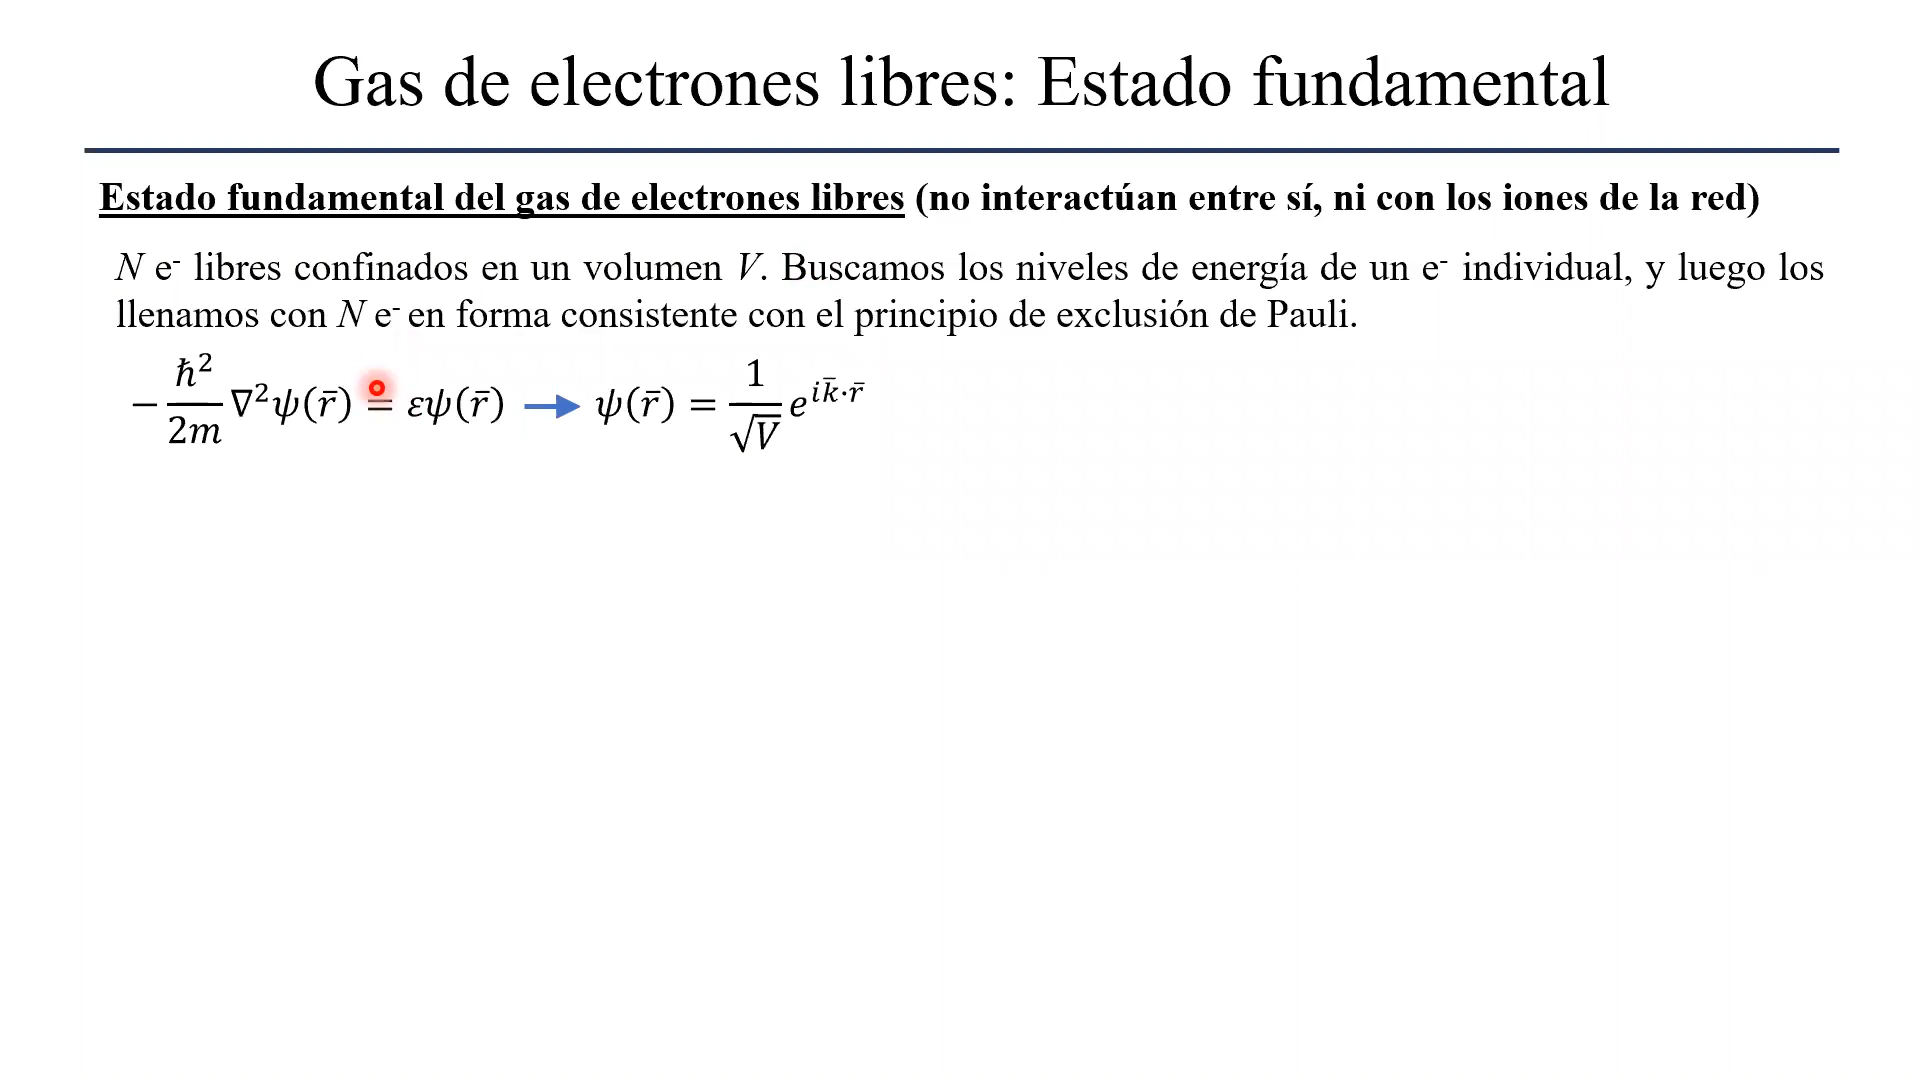 Gas de electrones libres: Estado fundamental
Estado fundamental del gas de electrones libres (no interactúan entre sí, ni con los iones de la red)
N e⁻ libres confinados en un volumen V. Buscamos los niveles de energía de un e⁻ individual, y luego los
llenamos con N e⁻ en forma consistente con el principio de exclusión de Pauli.
−ħ²/2m ∇²ψ(r̄) = εψ(r̄) → ψ(r̄) = 1/√V e^{ik̄·r̄}